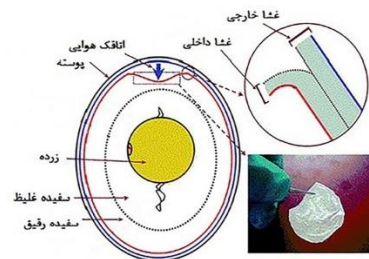 غشا خارجی
غشا داخلی
اتاقک هوایی
پوسته
زرده
سفیده غلیظ
سفیده رقیق